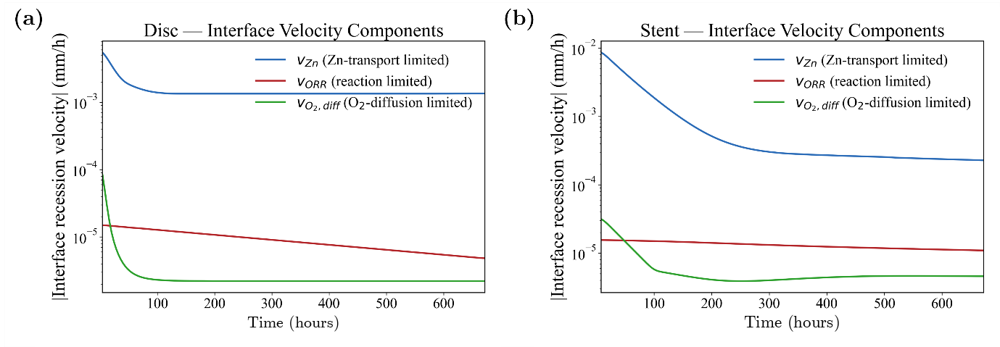 (a)
Disc — Interface Velocity Components
|Interface recession velocity| (mm/h)
10⁻³
10⁻⁴
10⁻⁵
v_Zn (Zn-transport limited)
v_ORR (reaction limited)
v_O₂,diff (O₂-diffusion limited)
100 200 300 400 500 600
Time (hours)
(b)
Stent — Interface Velocity Components
|Interface recession velocity| (mm/h)
10⁻²
10⁻³
10⁻⁴
10⁻⁵
v_Zn (Zn-transport limited)
v_ORR (reaction limited)
v_O₂,diff (O₂-diffusion limited)
100 200 300 400 500 600
Time (hours)